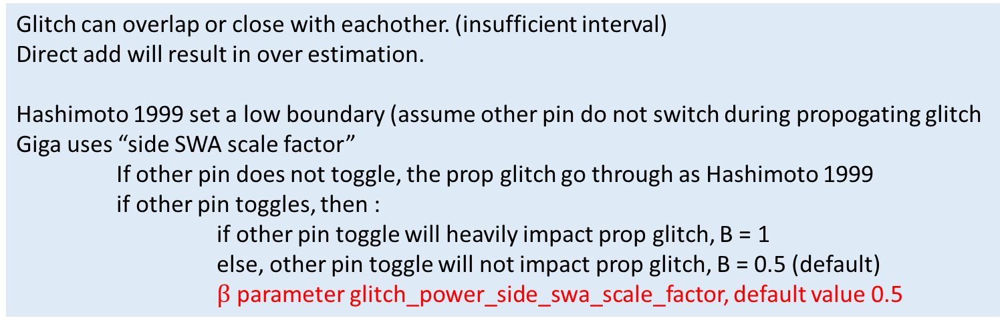 Glitch can overlap or close with eachother. (insufficient interval)
Direct add will result in over estimation.
Hashimoto 1999 set a low boundary (assume other pin do not switch during propogating glitch
Giga uses “side SWA scale factor”
If other pin does not toggle, the prop glitch go through as Hashimoto 1999
if other pin toggles, then :
if other pin toggle will heavily impact prop glitch, B = 1
else, other pin toggle will not impact prop glitch, B = 0.5 (default)
β parameter glitch_power_side_swa_scale_factor, default value 0.5